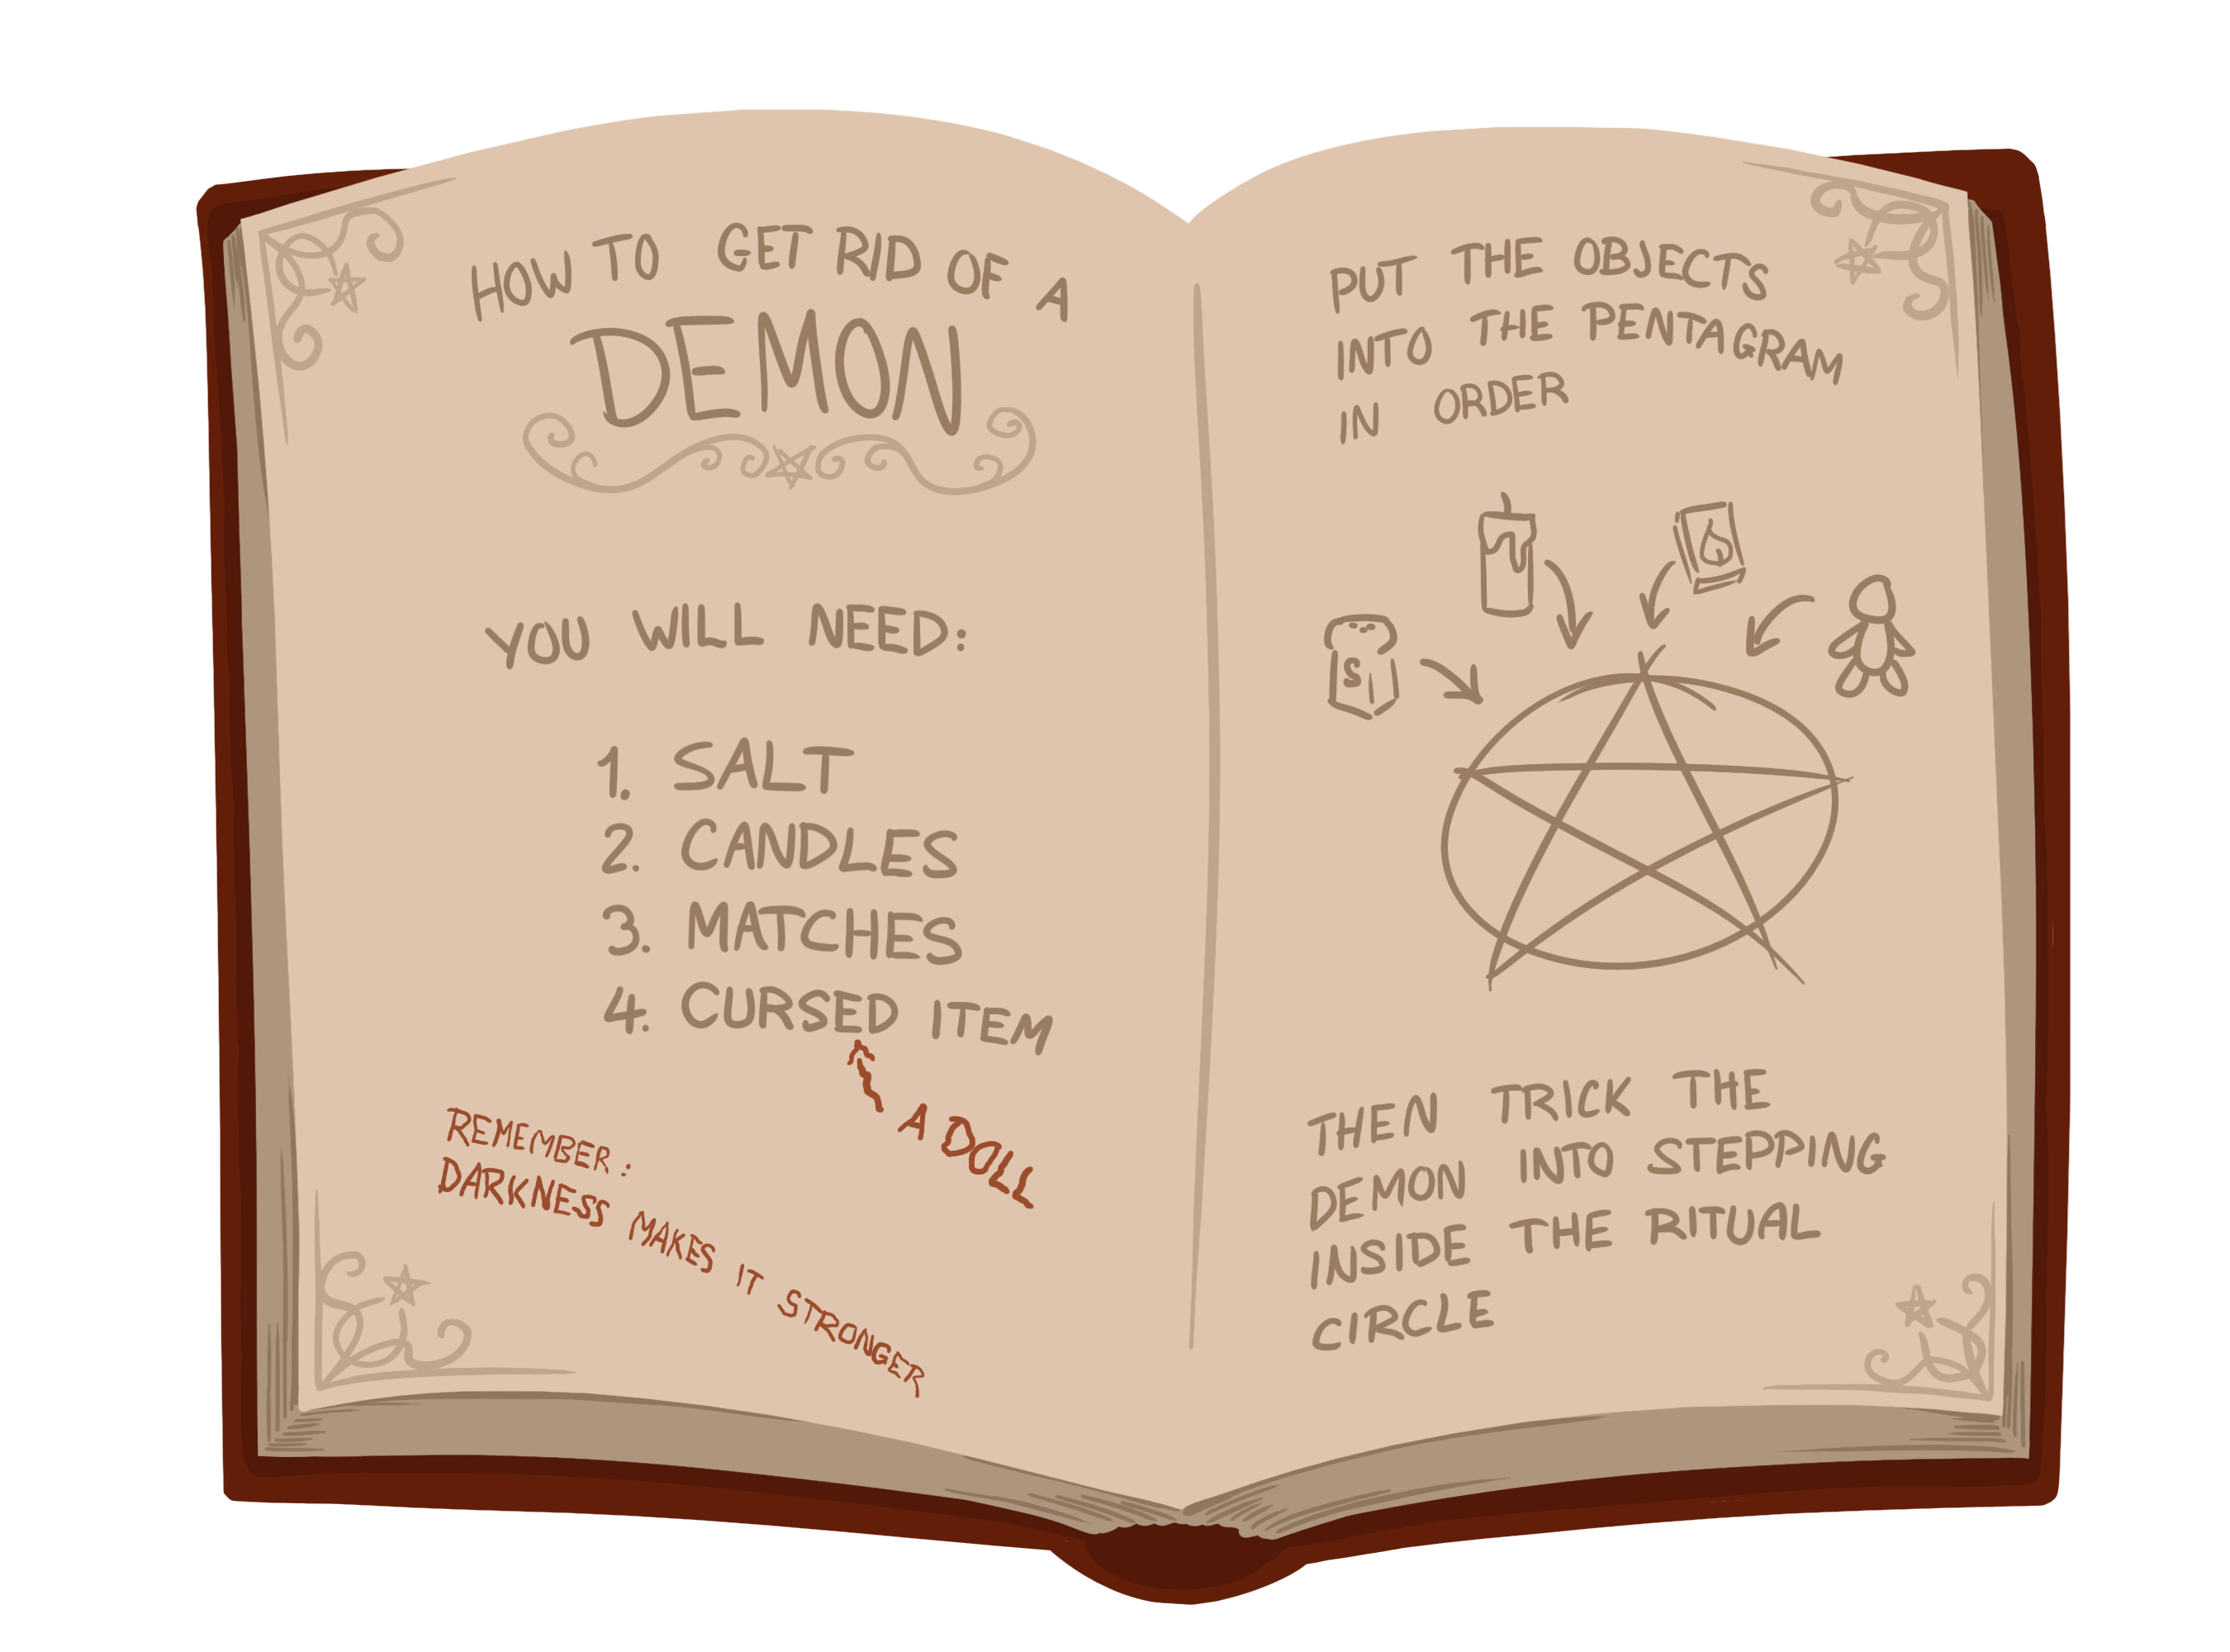 HOW TO GET RID OF A
DEMON
YOU WILL NEED:
1. SALT
2. CANDLES
3. MATCHES
4. CURSED ITEM
A DOLL
REMEMBER:
DARKNESS MAKES IT STRONGER
PUT THE OBJECTS
INTO THE PENTAGRAM
IN ORDER
S
THEN TRICK THE
DEMON INTO STEPPING
INSIDE THE RITUAL
CIRCLE